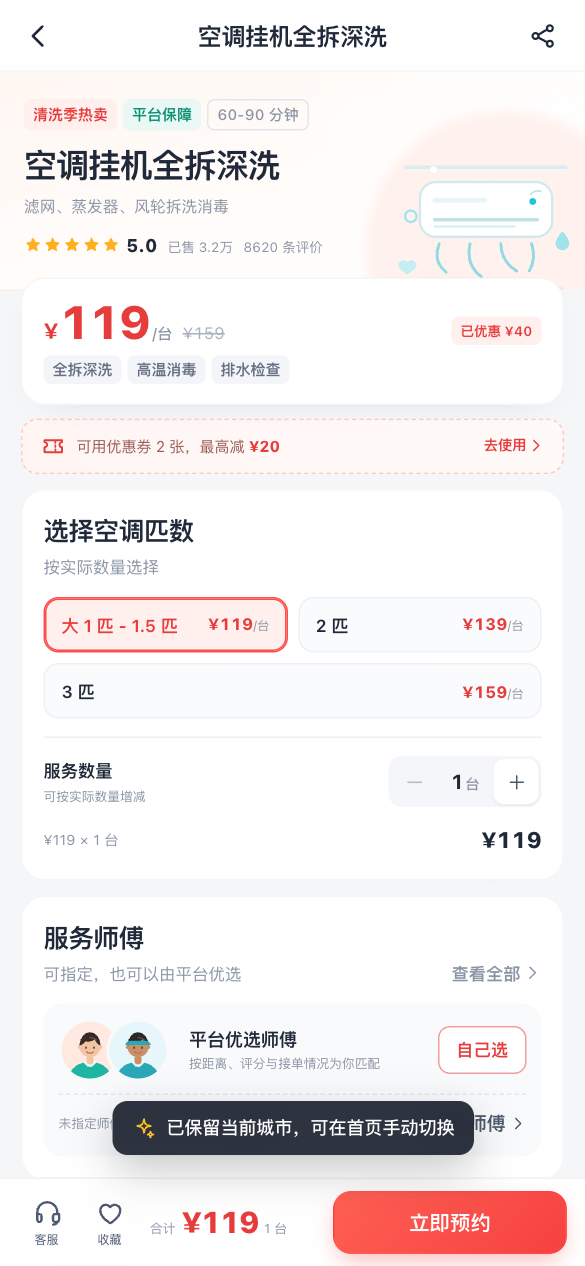 空调挂机全拆深洗
清洗季热卖 平台保障 60-90 分钟
空调挂机全拆深洗
滤网、蒸发器、风轮拆洗消毒
5.0 已售 3.2万 8620 条评价
¥119/台 ¥159 已优惠 ¥40
全拆深洗 高温消毒 排水检查
可用优惠券 2 张，最高减 ¥20 去使用
选择空调匹数
按实际数量选择
大 1 匹 - 1.5 匹 ¥119/台 2 匹 ¥139/台
3 匹 ¥159/台
服务数量
可按实际数量增减
1 台
¥119 × 1 台 ¥119
服务师傅
可指定，也可以由平台优选 查看全部
平台优选师傅
按距离、评分与接单情况为你匹配
自己选
未指定师 师傅
已保留当前城市，可在首页手动切换
客服 收藏 合计 ¥119 1 台 立即预约